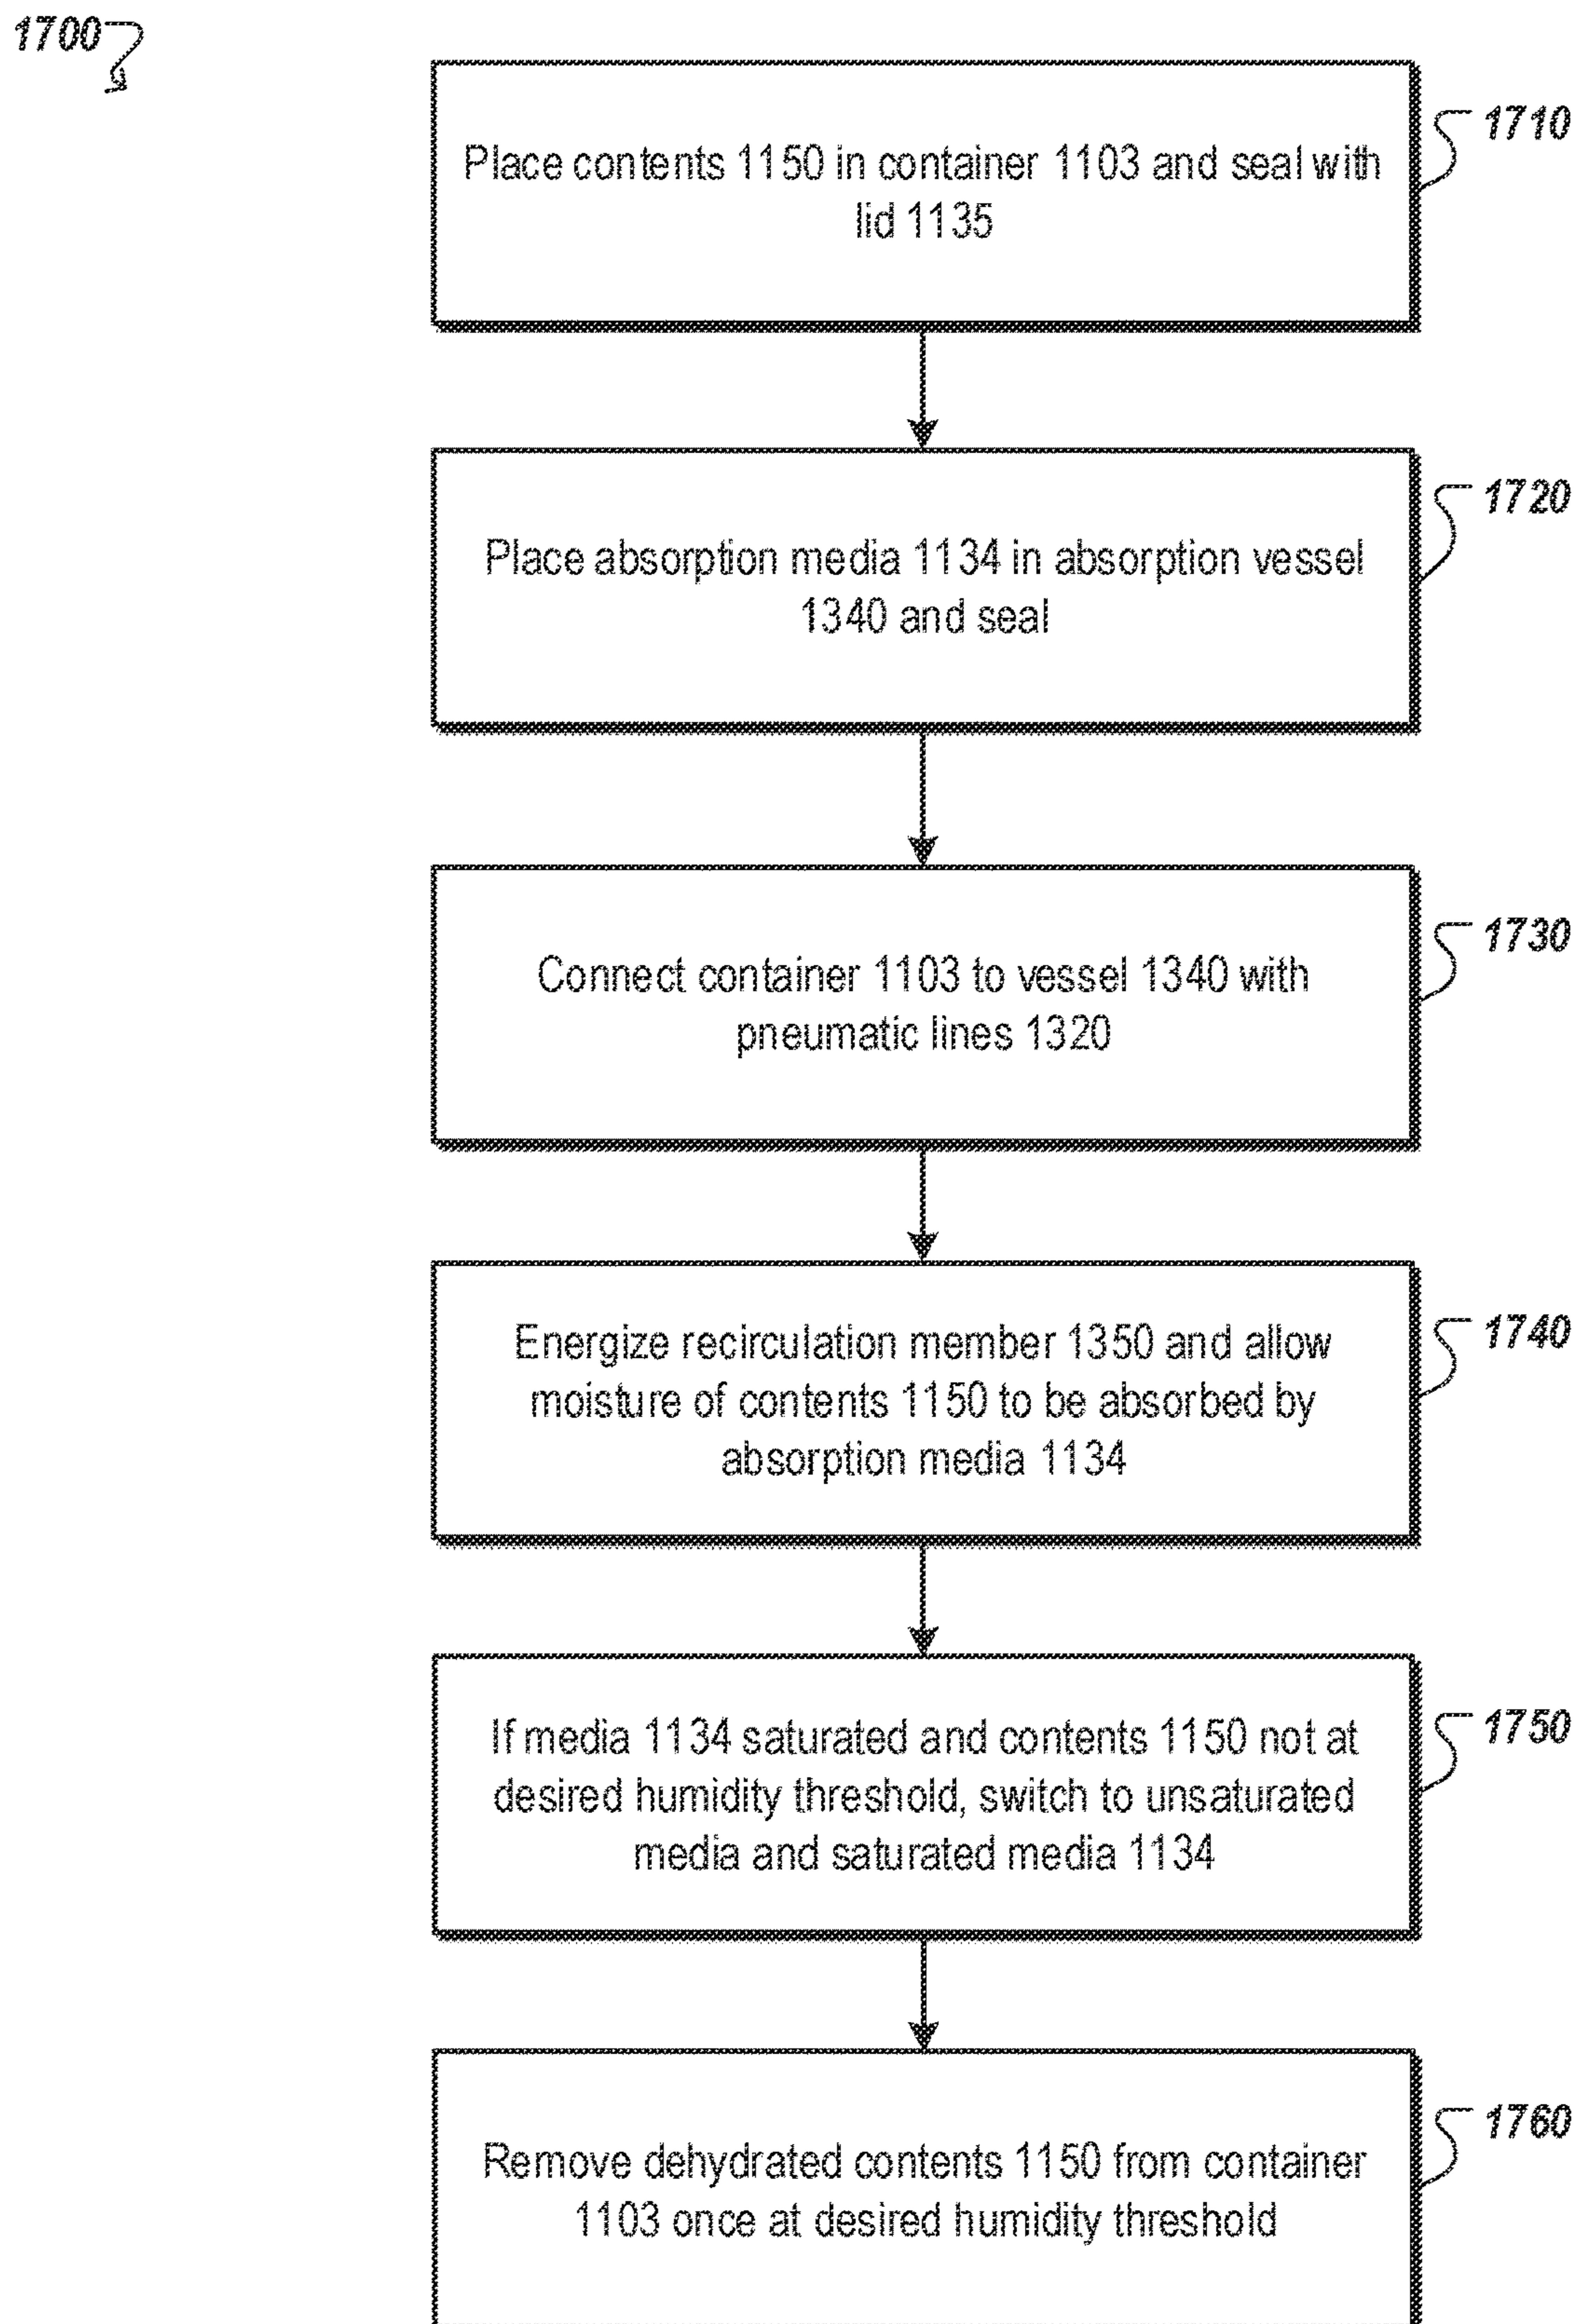 1700
Place contents 1150 in container 1103 and seal with
lid 1135
1710
Place absorption media 1134 in absorption vessel
1340 and seal
1720
Connect container 1103 to vessel 1340 with
pneumatic lines 1320
1730
Energize recirculation member 1350 and allow
moisture of contents 1150 to be absorbed by
absorption media 1134
1740
If media 1134 saturated and contents 1150 not at
desired humidity threshold, switch to unsaturated
media and saturated media 1134
1750
Remove dehydrated contents 1150 from container
1103 once at desired humidity threshold
1760